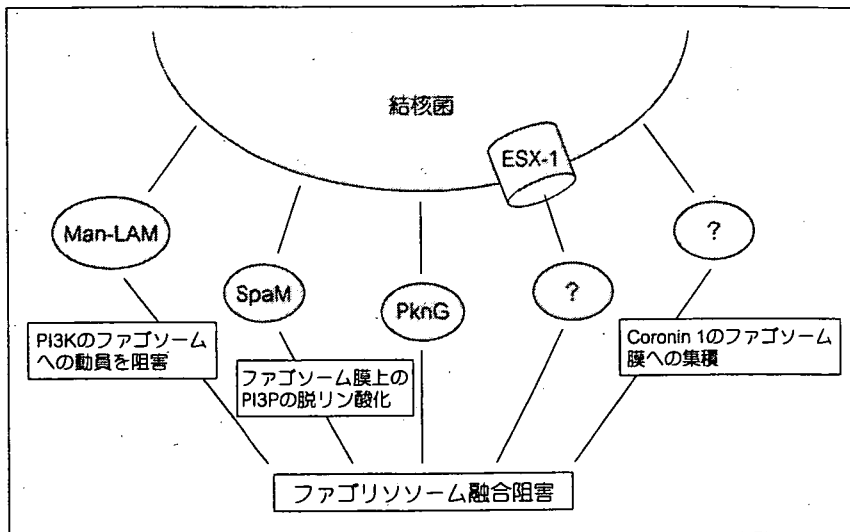 結核菌
ESX-1
Man-LAM
?
SpaM
PknG
?
PI3Kのファゴソーム
への動員を阻害
Coronin 1のファゴソーム
膜への集積
ファゴソーム膜上の
PI3Pの脱リン酸化
ファゴリソソーム融合阻害